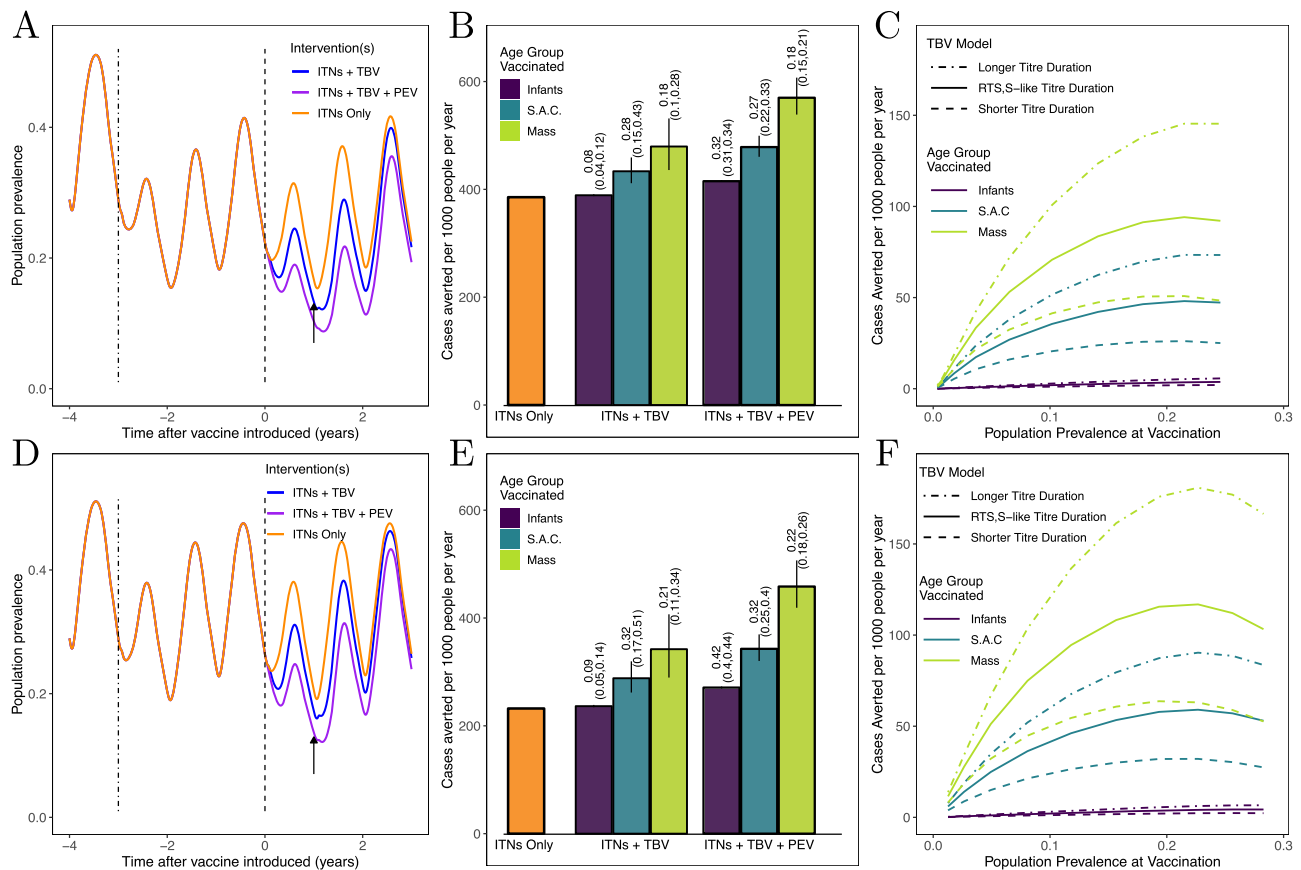 A
Intervention(s)
ITNs + TBV
ITNs + TBV + PEV
ITNs Only
Population prevalence
0.4
0.2
0.0
−4
−2
0
2
Time after vaccine introduced (years)
B
Age Group
Vaccinated
Infants
S.A.C.
Mass
Cases averted per 1000 people per year
600
400
200
0
0.08
(0.04,0.12)
0.28
(0.15,0.43)
0.18
(0.1,0.28)
0.32
(0.31,0.34)
0.27
(0.22,0.33)
0.18
(0.15,0.21)
ITNs Only
ITNs + TBV
ITNs + TBV + PEV
C
TBV Model
Longer Titre Duration
RTS,S−like Titre Duration
Shorter Titre Duration
Age Group
Vaccinated
Infants
S.A.C
Mass
Cases Averted per 1000 people per year
150
100
50
0
0.0
0.1
0.2
0.3
Population Prevalence at Vaccination
D
Intervention(s)
ITNs + TBV
ITNs + TBV + PEV
ITNs Only
Population prevalence
0.4
0.2
0.0
−4
−2
0
2
Time after vaccine introduced (years)
E
Age Group
Vaccinated
Infants
S.A.C.
Mass
Cases averted per 1000 people per year
600
400
200
0
0.09
(0.05,0.14)
0.32
(0.17,0.51)
0.21
(0.11,0.34)
0.42
(0.4,0.44)
0.32
(0.25,0.4)
0.22
(0.18,0.26)
ITNs Only
ITNs + TBV
ITNs + TBV + PEV
F
TBV Model
Longer Titre Duration
RTS,S−like Titre Duration
Shorter Titre Duration
Age Group
Vaccinated
Infants
S.A.C
Mass
Cases Averted per 1000 people per year
150
100
50
0
0.0
0.1
0.2
0.3
Population Prevalence at Vaccination